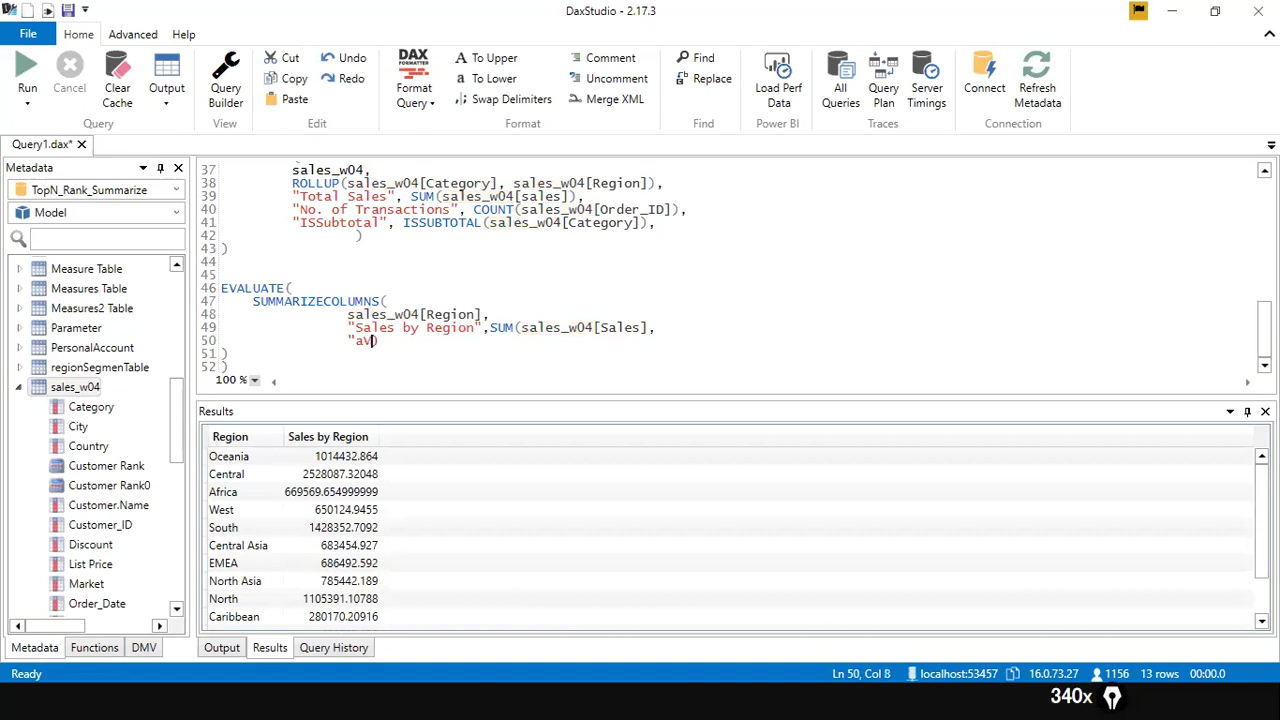 DaxStudio - 2.17.3
File Home Advanced Help
Run Cancel Clear Cache Output Query Builder
Cut Undo
Copy Redo
Paste
DAX FORMATTER
Format Query
To Upper Comment
To Lower Uncomment
Swap Delimiters Merge XML
Find
Replace
Load Perf Data All Queries Query Plan Server Timings Connect Refresh Metadata
Query View Edit Format Find Power BI Traces Connection
Query1.dax*
Metadata
TopN_Rank_Summarize
Model
Measure Table
Measures Table
Measures2 Table
Parameter
PersonalAccount
regionSegmenTable
sales_w04
Category
City
Country
Customer Rank
Customer Rank0
Customer.Name
Customer_ID
Discount
List Price
Market
Order_Date
37 sales_w04,
38 ROLLUP(sales_w04[Category], sales_w04[Region]),
39 "Total Sales", SUM(sales_w04[sales]),
40 "No. of Transactions", COUNT(sales_w04[Order_ID]),
41 "ISSubtotal", ISSUBTOTAL(sales_w04[Category]),
42 )
43 )
44
45
46 EVALUATE(
47 SUMMARIZECOLUMNS(
48 sales_w04[Region],
49 "Sales by Region",SUM(sales_w04[Sales],
50 "aV)
51 )
52 )
100 %
Results
Region Sales by Region
Oceania 1014432.864
Central 2528087.32048
Africa 669569.654999999
West 650124.9455
South 1428352.7092
Central Asia 683454.927
EMEA 686492.592
North Asia 785442.189
North 1105391.10788
Caribbean 280170.20916
Metadata Functions DMV
Output Results Query History
Ready Ln 50, Col 8 localhost:53457 16.0.73.27 1156 13 rows 00:00.0
340x